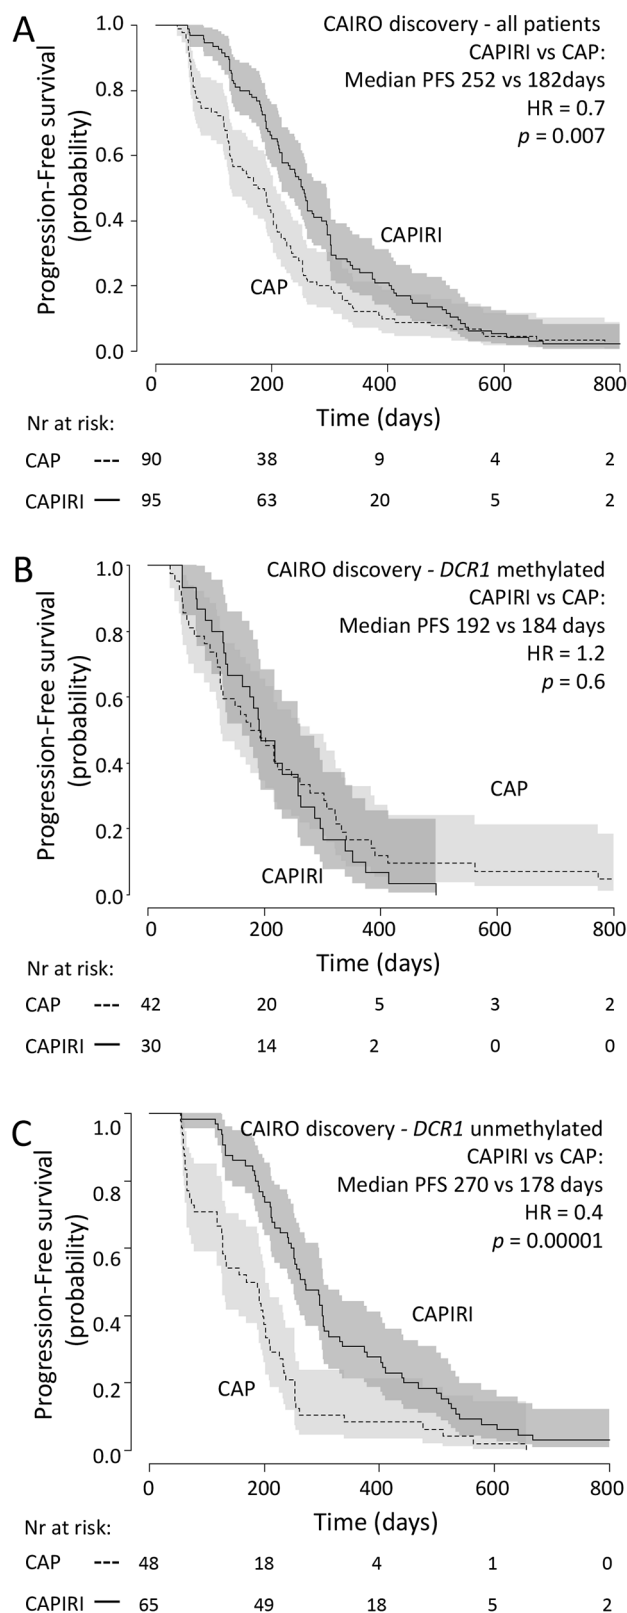 A
CAIRO discovery - all patients
CAPIRI vs CAP:
Median PFS 252 vs 182days
HR = 0.7
p = 0.007
Progression-Free survival
(probability)
1.0
0.8
0.6
0.4
0.2
0.0
CAPIRI
CAP
0 200 400 600 800
Time (days)
Nr at risk:
CAP 90 38 9 4 2
CAPIRI 95 63 20 5 2
B
CAIRO discovery - DCR1 methylated
CAPIRI vs CAP:
Median PFS 192 vs 184 days
HR = 1.2
p = 0.6
Progression-Free survival
(probability)
1.0
0.8
0.6
0.4
0.2
0.0
CAP
CAPIRI
0 200 400 600 800
Time (days)
Nr at risk:
CAP 42 20 5 3 2
CAPIRI 30 14 2 0 0
C
CAIRO discovery - DCR1 unmethylated
CAPIRI vs CAP:
Median PFS 270 vs 178 days
HR = 0.4
p = 0.00001
Progression-Free survival
(probability)
1.0
0.8
0.6
0.4
0.2
0.0
CAPIRI
CAP
0 200 400 600 800
Time (days)
Nr at risk:
CAP 48 18 4 1 0
CAPIRI 65 49 18 5 2